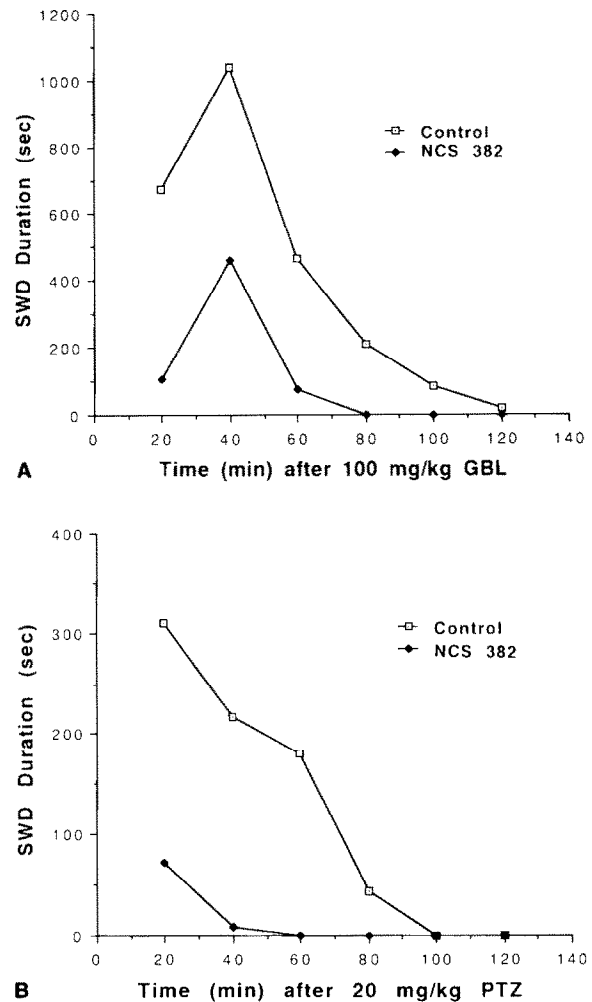 1200
1000
800
600
400
200
0
SWD Duration (sec)
Control
NCS 382
0 20 40 60 80 100 120 140
A Time (min) after 100 mg/kg GBL
400
300
200
100
0
SWD Duration (sec)
Control
NCS 382
0 20 40 60 80 100 120 140
B Time (min) after 20 mg/kg PTZ